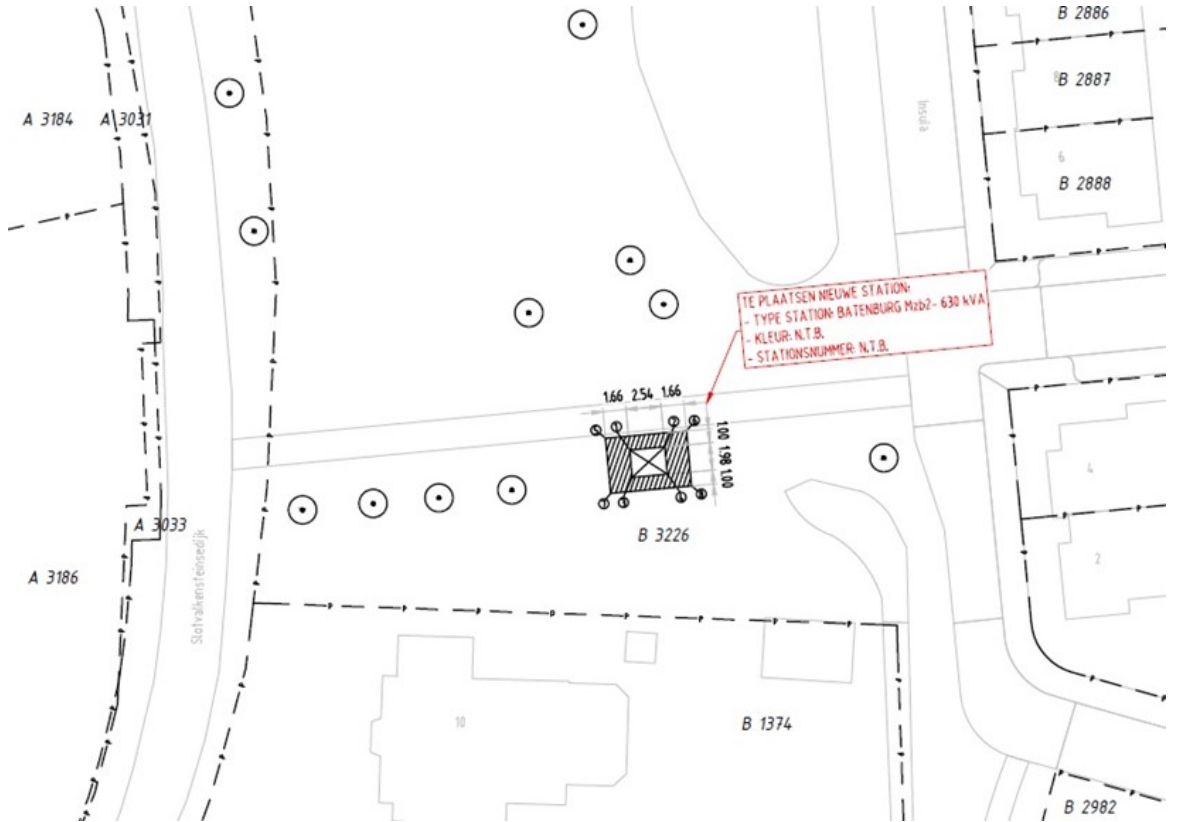 B 2886
8
B 2887
A 3184
A 3031
Insula
6
B 2888
TE PLAATSEN NIEUWE STATION:
- TYPE STATION: BATENBURG Mzb2- 630 kVA
- KLEUR: N.T.B.
- STATIONSNUMMER: N.T.B.
1.66 2.54 1.66
1.00 1.98 1.00
4
A 3033
B 3226
A 3186
Slotvalkensteinsedijk
2
10
B 1374
B 2982